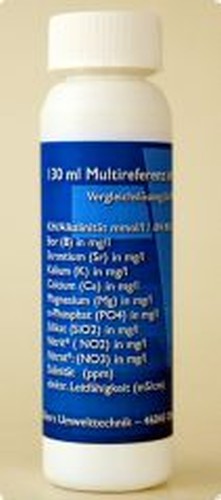 130 ml Multireferenz
Vergleichslösung
KH/Alkalinität mmol/l
Bor (B) in mg/l
Strontium (Sr) in mg/l
Kalium (K) in mg/l
Calcium (Ca) in mg/l
Magnesium (Mg) in mg/l
o-Phosphat (PO4) in mg/l
Silikat (SiO2) in mg/l
Nitrit* (NO2) in mg/l
Nitrat*: (NO3) in mg/l
Salinität (ppm)
elektr. Leitfähigkeit (mS/cm)
Umwelttechnik –